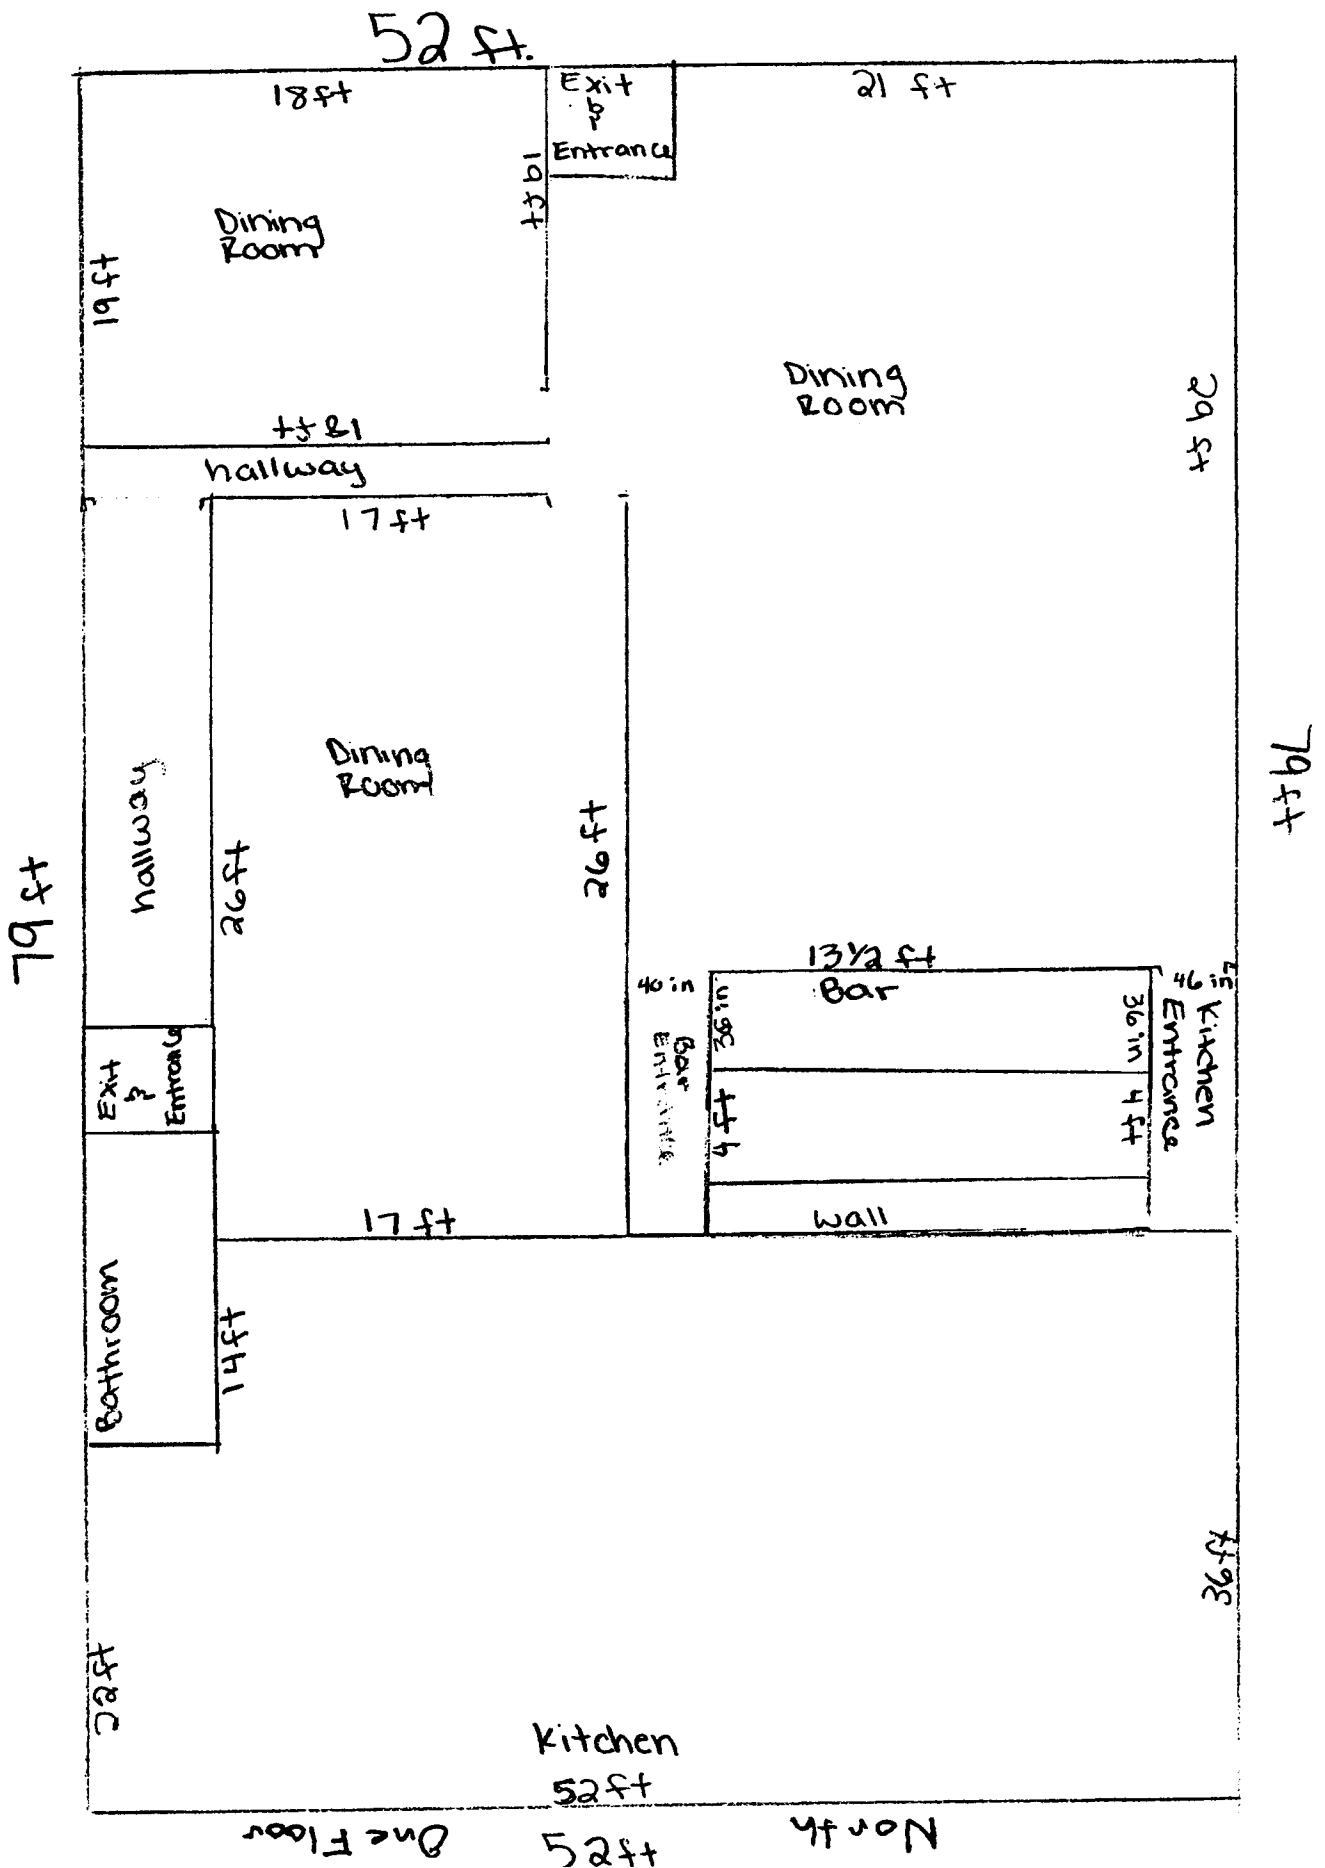 52 ft.
18ft
Exit
&
Entrance
21 ft
19 ft
Dining
Room
19 ft
Dining
Room
29 ft
18 ft
hallway
17 ft
Dining
Room
hallway
26 ft
26 ft
79 ft
79 ft
13 1/2 ft
Bar
40 in
36 in
36 in
46 in
Kitchen
Entrance
Bar
Entrance
Exit
&
Entrance
4 ft
4 ft
17 ft
wall
Bathroom
14 ft
36 ft
22 ft
Kitchen
52 ft
One Floor
52 ft
North